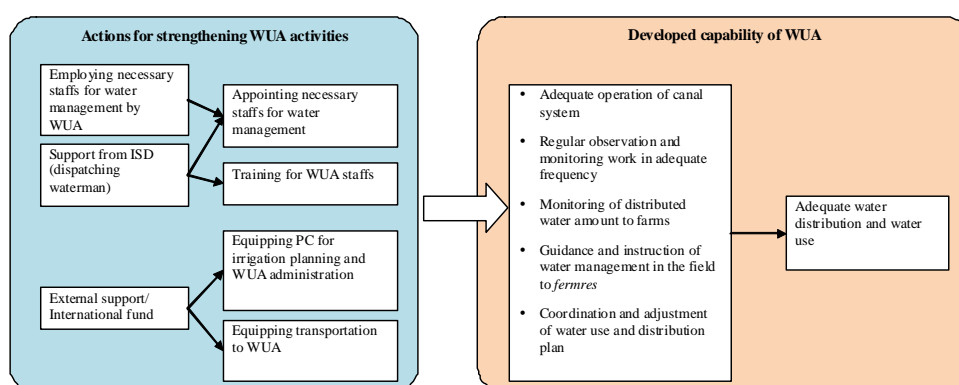 Actions for strengthening WUA activities
Employing necessary
staffs for water
management by
WUA
Support from ISD
(dispatching
waterman)
External support/
International fund
Appointing necessary
staffs for water
management
Training for WUA staffs
Equipping PC for
irrigation planning and
WUA administration
Equipping transportation
to WUA
Developed capability of WUA
• Adequate operation of canal
system
• Regular observation and
monitoring work in adequate
frequency
• Monitoring of distributed
water amount to farms
• Guidance and instruction of
water management in the field
to fermres
• Coordination and adjustment
of water use and distribution
plan
Adequate water
distribution and water
use